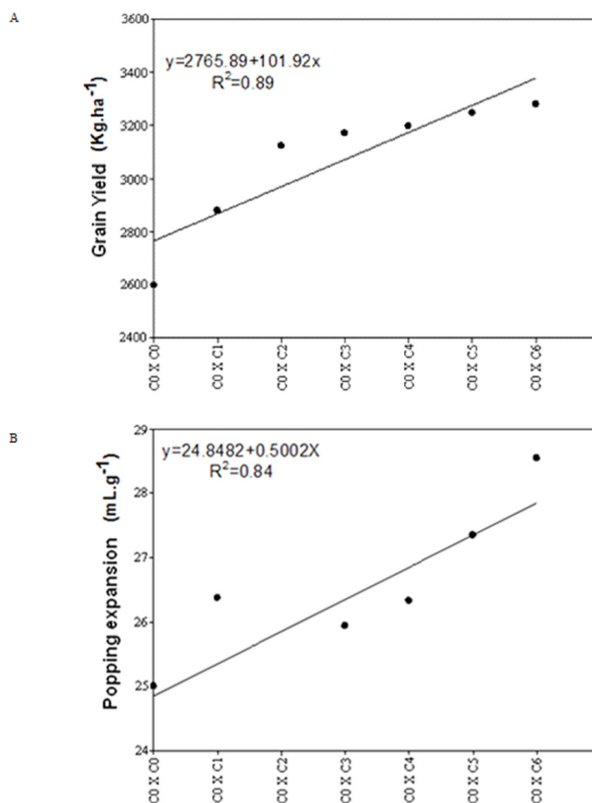 A
3600
3400
3200
3000
2800
2600
2400
Grain Yield (Kg.ha⁻¹)
y=2765.89+101.92x
R²=0.89
C0 X C0
C0 X C1
C0 X C2
C0 X C3
C0 X C4
C0 X C5
C0 X C6
B
29
28
27
26
25
24
Popping expansion (mL.g⁻¹)
y=24.8482+0.5002X
R²=0.84
C0 X C0
C0 X C1
C0 X C2
C0 X C3
C0 X C4
C0 X C5
C0 X C6